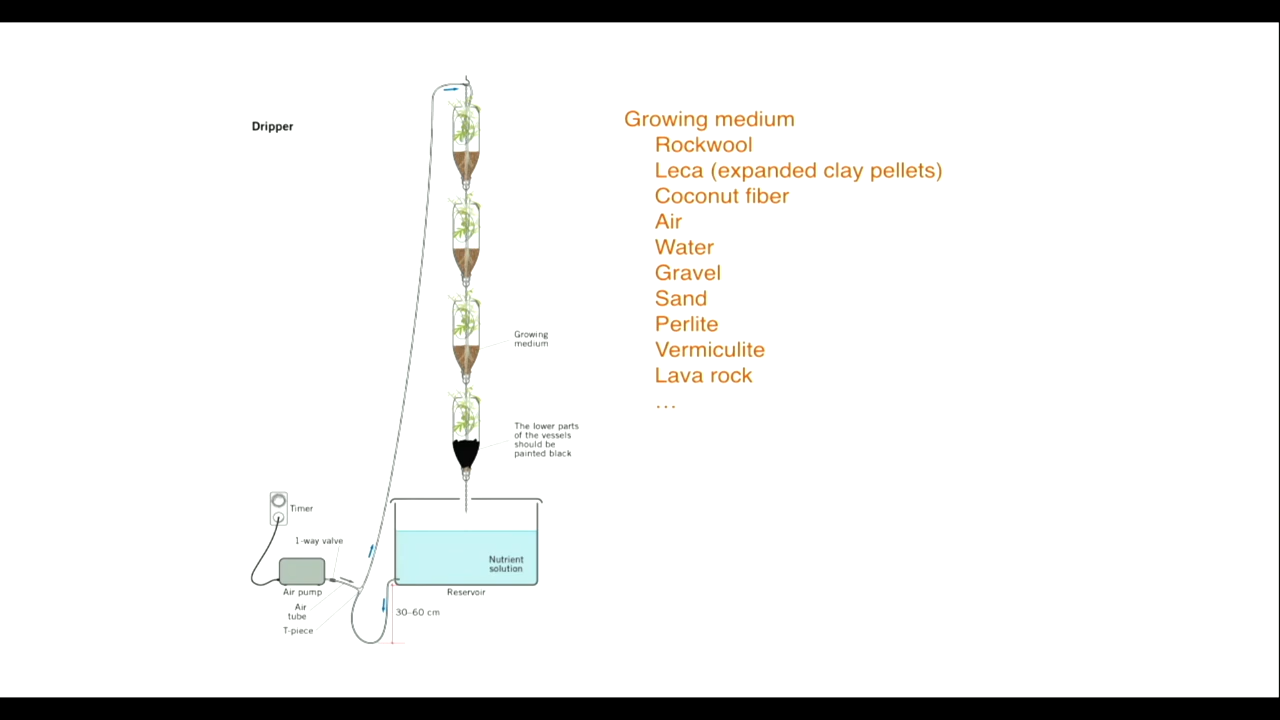 Dripper
Growing medium
Rockwool
Leca (expanded clay pellets)
Coconut fiber
Air
Water
Gravel
Sand
Perlite
Vermiculite
Lava rock
...
Growing
medium
The lower parts
of the vessels
should be
painted black
Timer
1-way valve
Air pump
Air
tube
T-piece
Nutrient
solution
Reservoir
30-60 cm